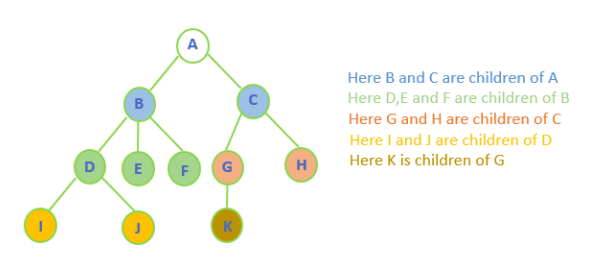 A
B
C
D
E
F
G
H
I
J
K
Here B and C are children of A
Here D,E and F are children of B
Here G and H are children of C
Here I and J are children of D
Here K is children of G